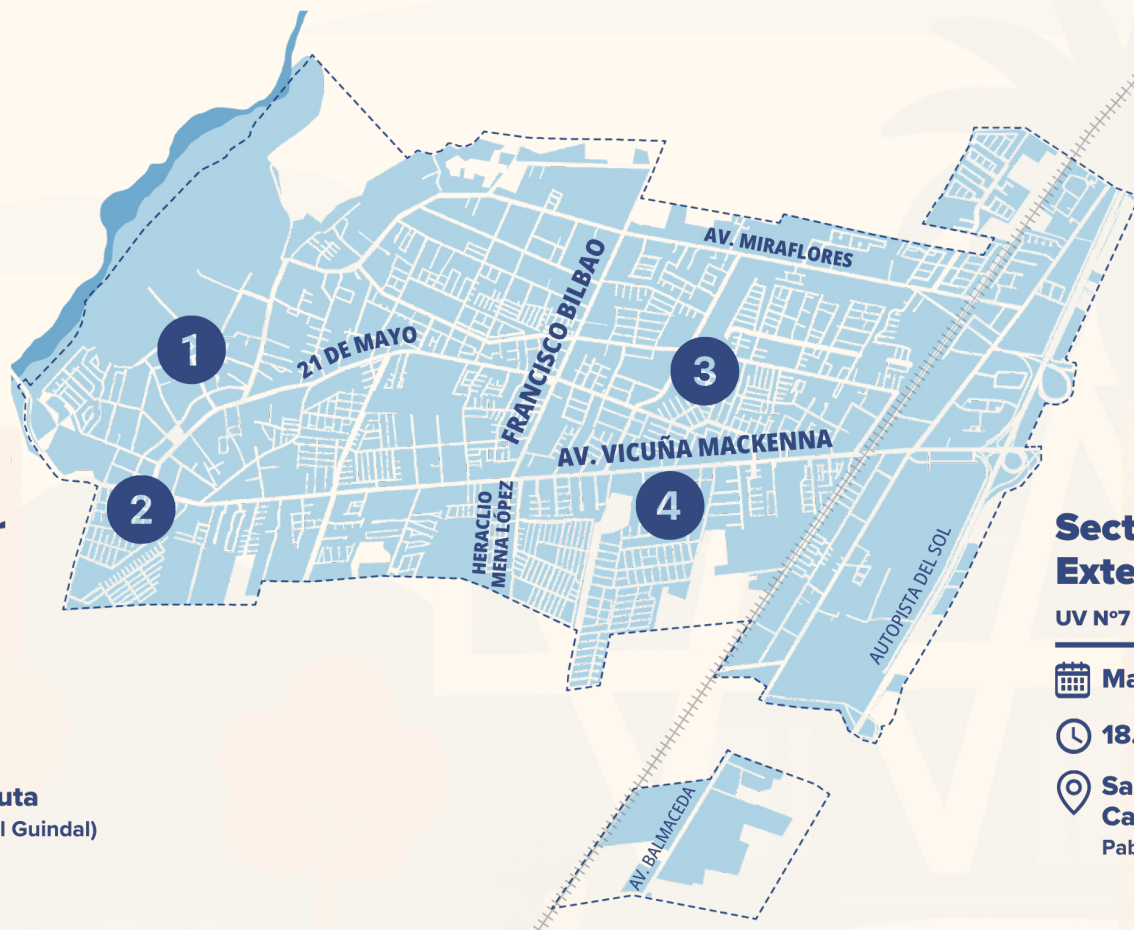 AV. MIRAFLORES
FRANCISCO BILBAO
1
21 DE MAYO
3
AV. VICUÑA MACKENNA
2
4
HERACLIO
MENA LÓPEZ
AUTOPISTA DEL SOL
AV. BALMACEDA
uta
l Guindal)
Sect
Exte
UV Nº7
Ma
18.
Sa
Ca
Pab